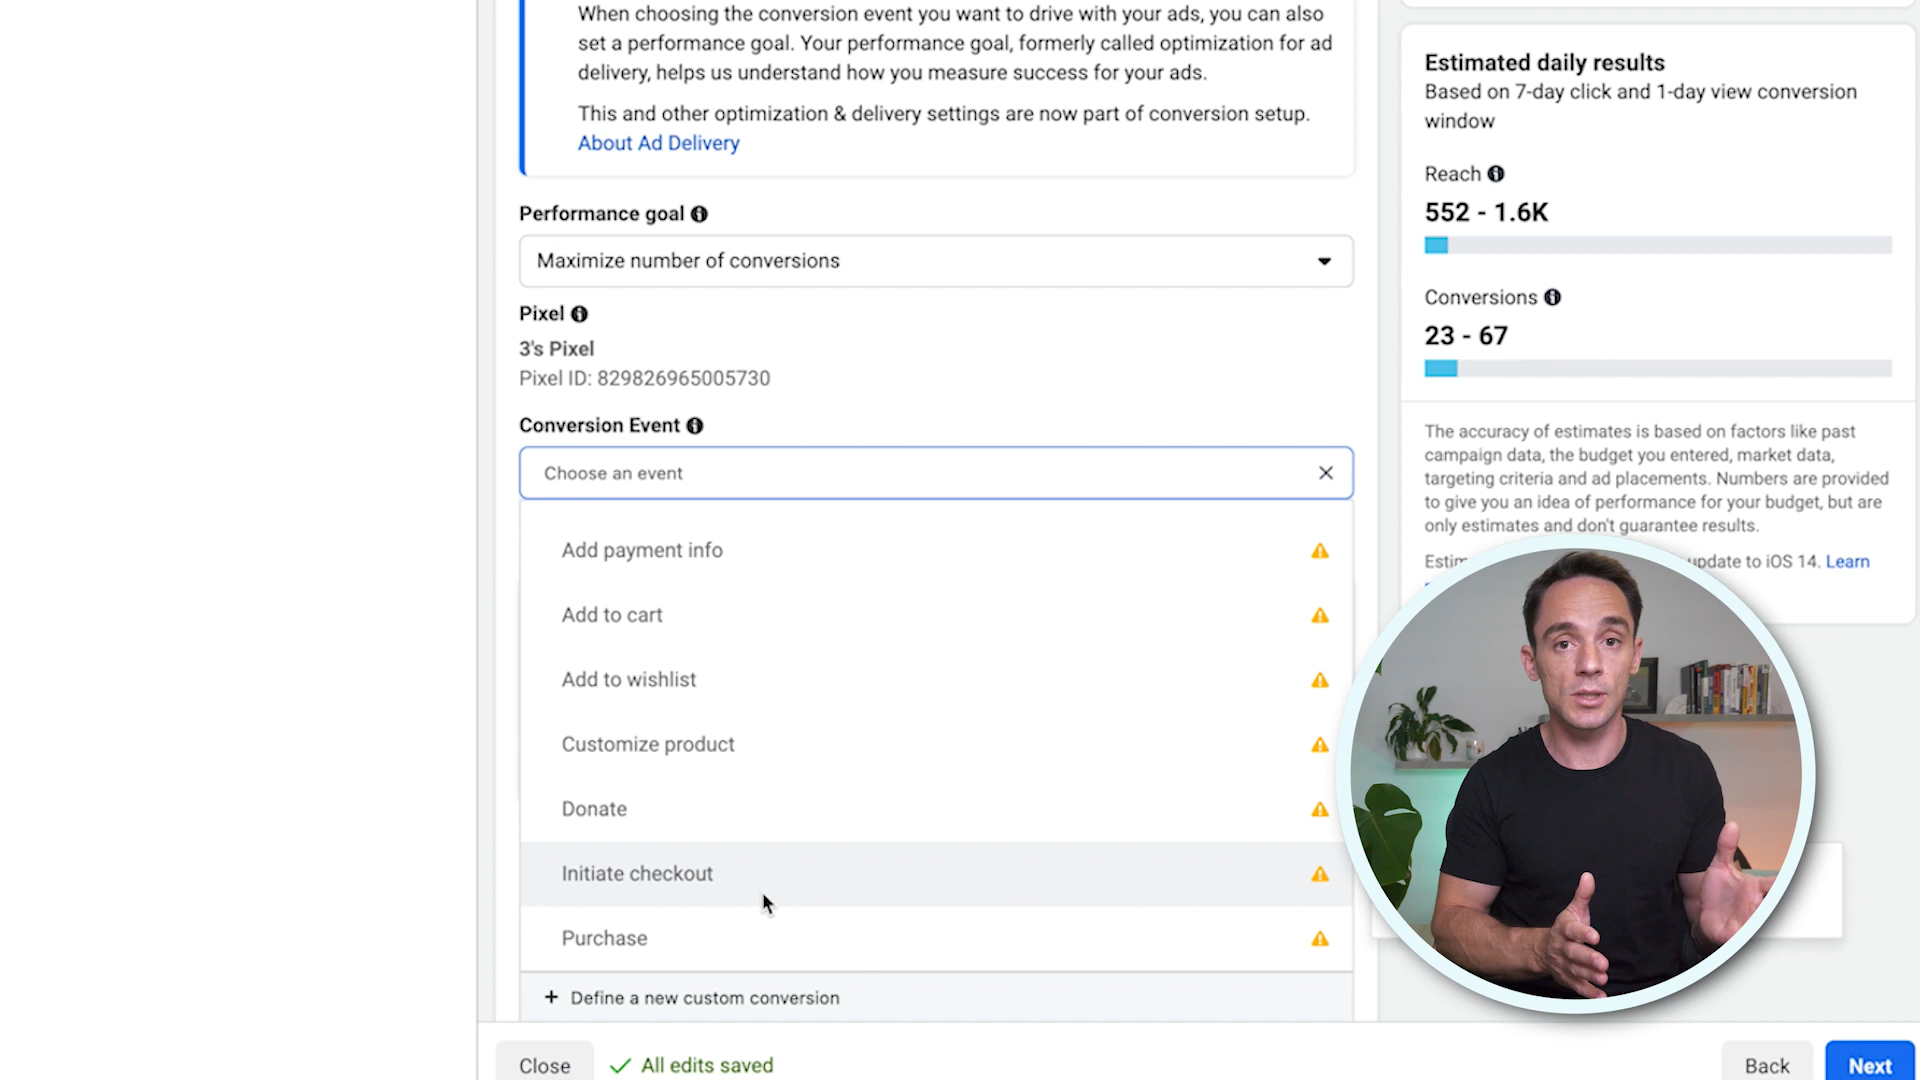 When choosing the conversion event you want to drive with your ads, you can also
set a performance goal. Your performance goal, formerly called optimization for ad
delivery, helps us understand how you measure success for your ads.
This and other optimization & delivery settings are now part of conversion setup.
About Ad Delivery
Performance goal
Maximize number of conversions
Pixel
3's Pixel
Pixel ID: 829826965005730
Conversion Event
Choose an event
Add payment info
Add to cart
Add to wishlist
Customize product
Donate
Initiate checkout
Purchase
+ Define a new custom conversion
Close
All edits saved
Back
Next
Estimated daily results
Based on 7-day click and 1-day view conversion
window
Reach
552 - 1.6K
Conversions
23 - 67
The accuracy of estimates is based on factors like past
campaign data, the budget you entered, market data,
targeting criteria and ad placements. Numbers are provided
to give you an idea of performance for your budget, but are
only estimates and don't guarantee results.
update to iOS 14. Learn